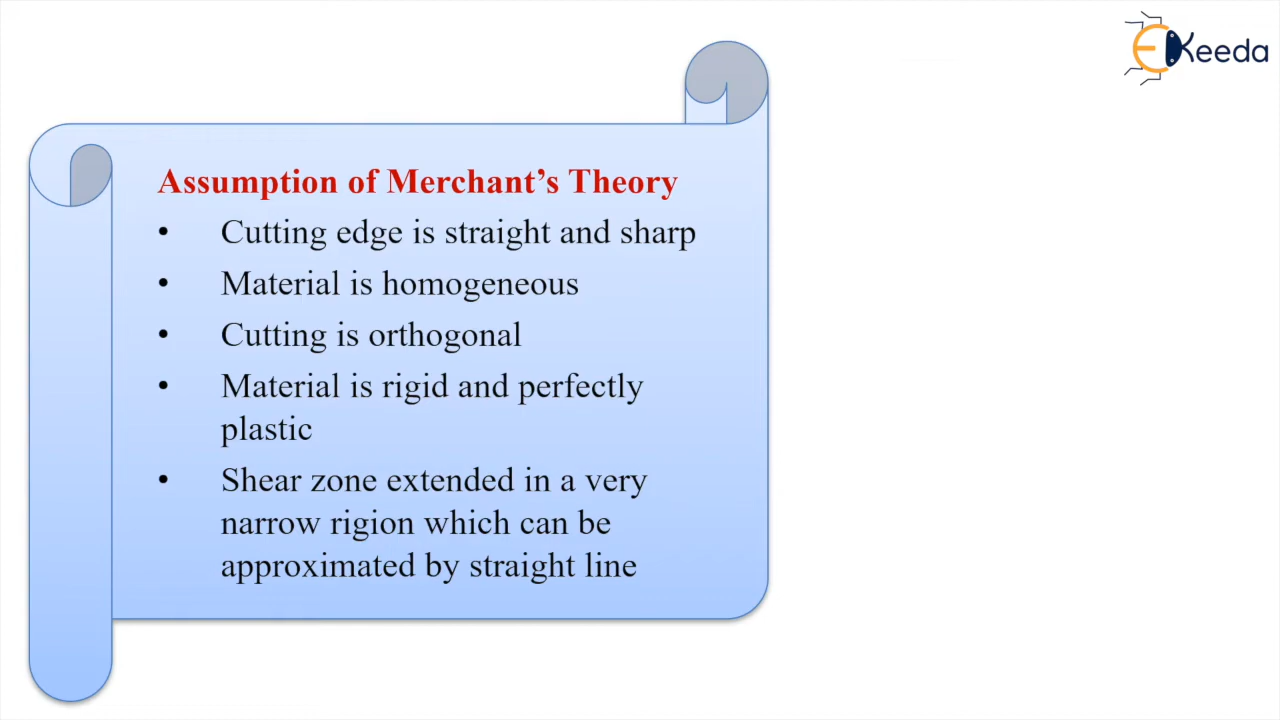 EKeeda
Assumption of Merchant’s Theory
• Cutting edge is straight and sharp
• Material is homogeneous
• Cutting is orthogonal
• Material is rigid and perfectly
plastic
• Shear zone extended in a very
narrow rigion which can be
approximated by straight line